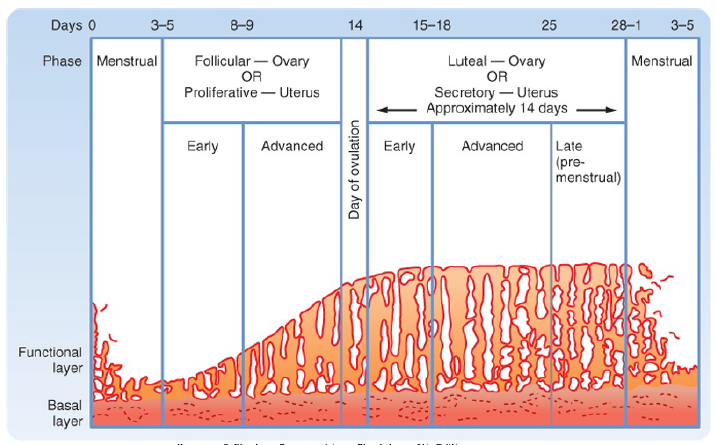 Days 0 3–5 8–9 14 15–18 25 28–1 3–5
Phase
Menstrual
Follicular — Ovary
OR
Proliferative — Uterus
Luteal — Ovary
OR
Secretory — Uterus
Approximately 14 days
Menstrual
Early
Advanced
Day of ovulation
Early
Advanced
Late
(pre-
menstrual)
Functional
layer
Basal
layer